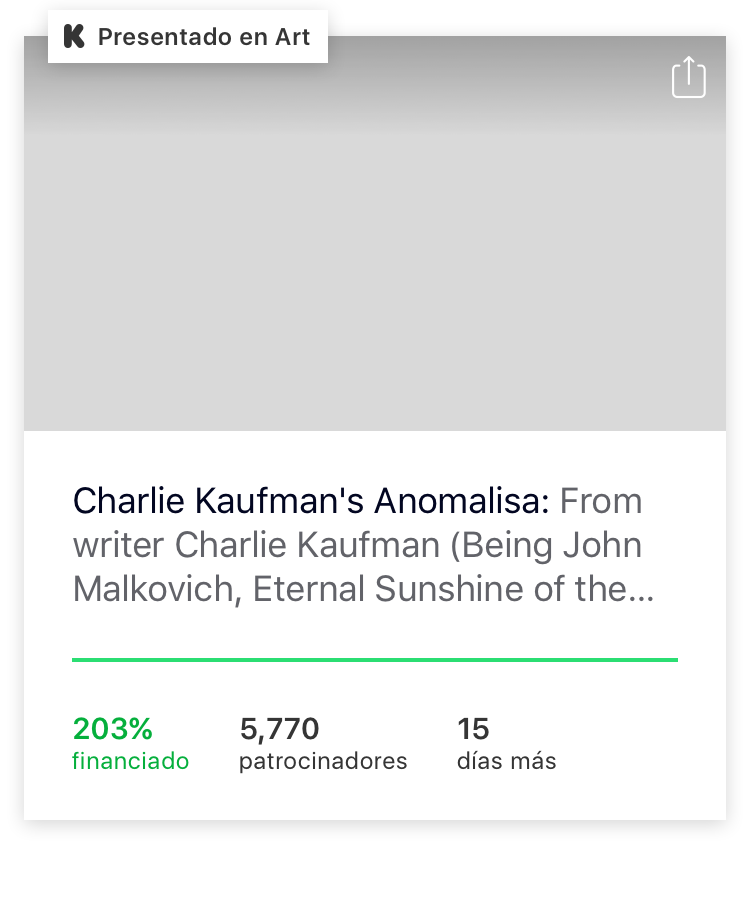 Presentado en Art
Charlie Kaufman's Anomalisa: From
writer Charlie Kaufman (Being John
Malkovich, Eternal Sunshine of the...
203%
financiado
5,770
patrocinadores
15
días más